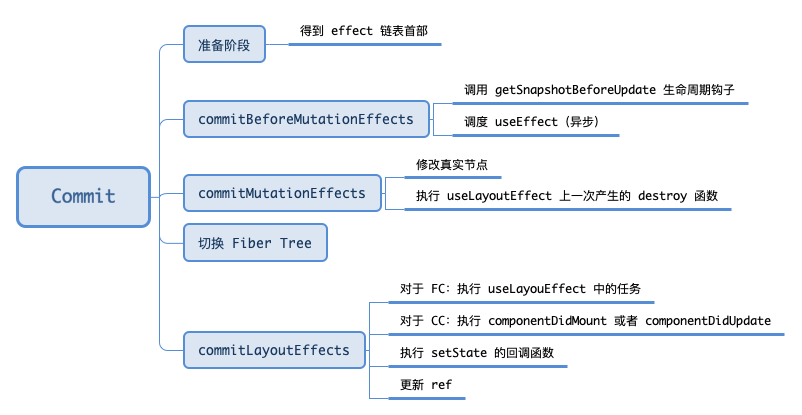 Commit
准备阶段
得到 effect 链表首部
commitBeforeMutationEffects
调用 getSnapshotBeforeUpdate 生命周期钩子
调度 useEffect（异步）
commitMutationEffects
修改真实节点
执行 useLayoutEffect 上一次产生的 destroy 函数
切换 Fiber Tree
commitLayoutEffects
对于 FC: 执行 useLayouEffect 中的任务
对于 CC: 执行 componentDidMount 或者 componentDidUpdate
执行 setState 的回调函数
更新 ref